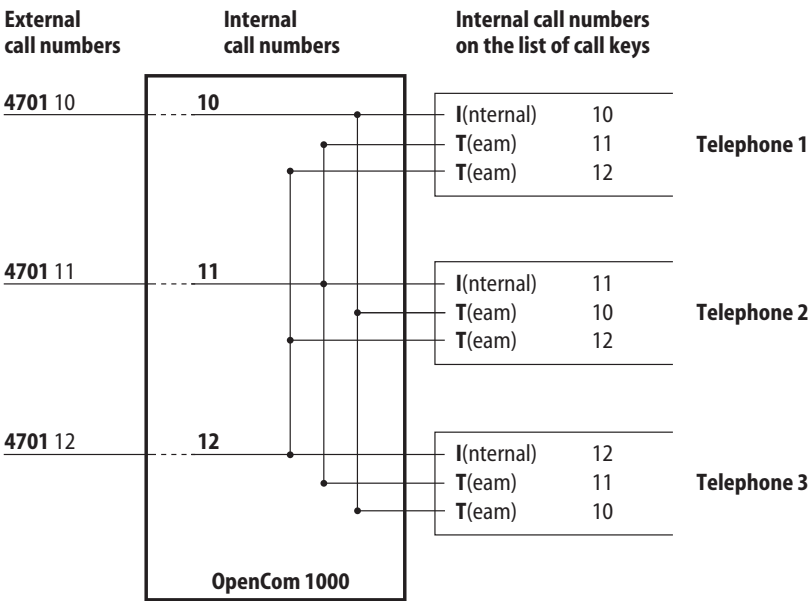 External call numbers
Internal call numbers
Internal call numbers on the list of call keys
4701 10
10
I(nternal) 10
T(eam) 11
T(eam) 12
Telephone 1
4701 11
11
I(nternal) 11
T(eam) 10
T(eam) 12
Telephone 2
4701 12
12
I(nternal) 12
T(eam) 11
T(eam) 10
Telephone 3
OpenCom 1000